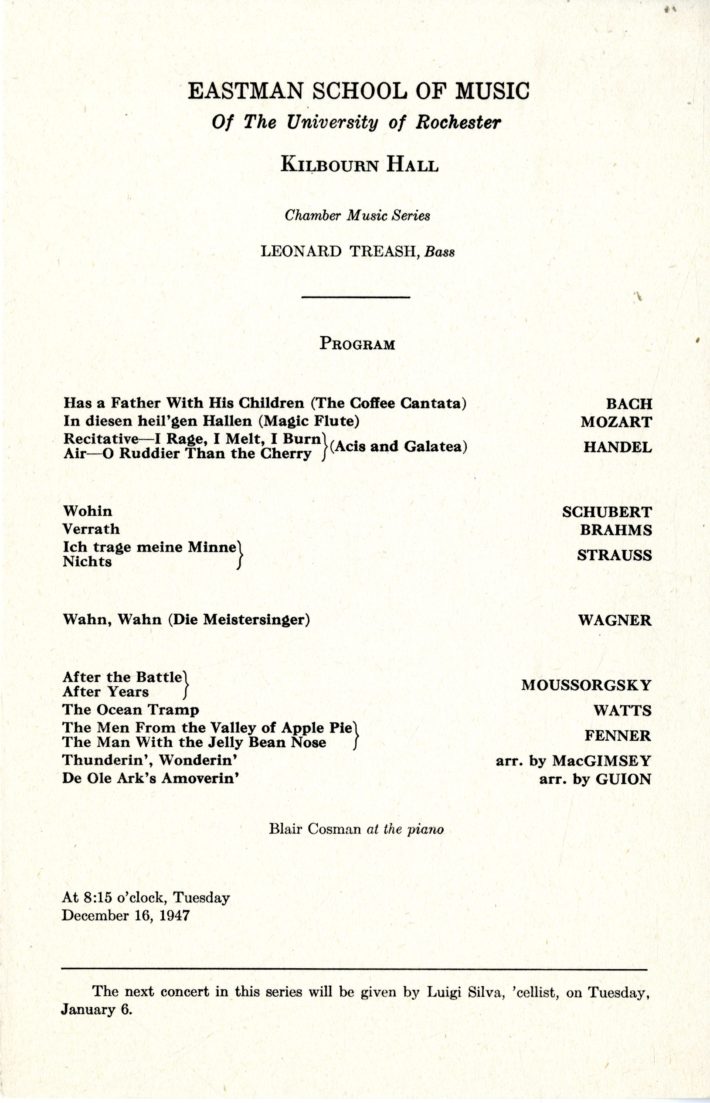 EASTMAN SCHOOL OF MUSIC
Of The University of Rochester
KILBOURN HALL
Chamber Music Series
LEONARD TREASH, Bass
PROGRAM
Has a Father With His Children (The Coffee Cantata) BACH
In diesen heil'gen Hallen (Magic Flute) MOZART
Recitative—I Rage, I Melt, I Burn
Air—O Ruddier Than the Cherry } (Acis and Galatea) HANDEL
Wohin SCHUBERT
Verrath BRAHMS
Ich trage meine Minne
Nichts } STRAUSS
Wahn, Wahn (Die Meistersinger) WAGNER
After the Battle
After Years } MOUSSORGSKY
The Ocean Tramp WATTS
The Men From the Valley of Apple Pie
The Man With the Jelly Bean Nose } FENNER
Thunderin', Wonderin' arr. by MacGIMSEY
De Ole Ark's Amoverin' arr. by GUION
Blair Cosman at the piano
At 8:15 o'clock, Tuesday
December 16, 1947
The next concert in this series will be given by Luigi Silva, 'cellist, on Tuesday,
January 6.